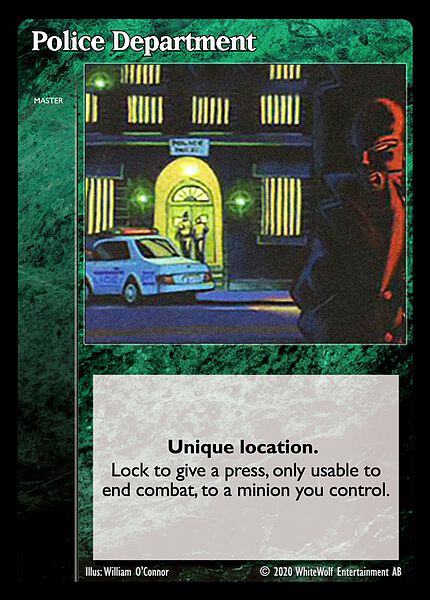 Police Department
MASTER
POLICE
Unique location.
Lock to give a press, only usable to
end combat, to a minion you control.
Illus: William O'Connor © 2020 WhiteWolf Entertainment AB